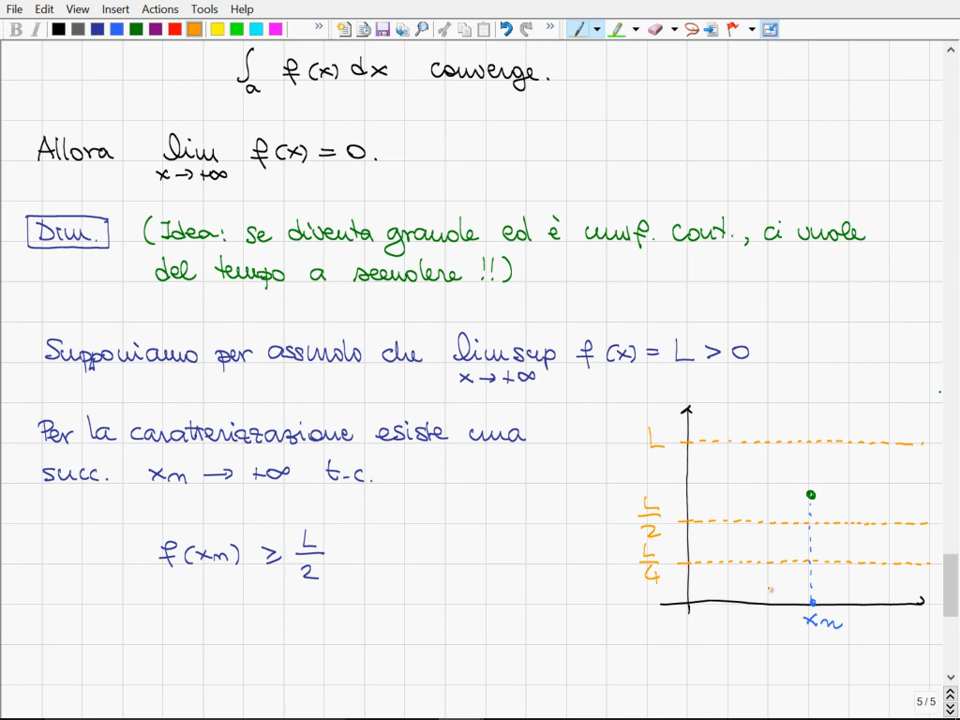 File Edit View Insert Actions Tools Help
B I » »
∫a f(x) dx converge.
Allora lim x→+∞ f(x) = 0.
Dim. (Idea: se diventa grande ed è unif. cont., ci vuole
del tempo a scendere !!)
Supponiamo per assurdo che limsup x→+∞ f(x) = L > 0
Per la caratterizzazione esiste una
succ. xn → +∞ t.c.
f(xn) ≥ L/2
L
L/2
L/4
xn
5 / 5